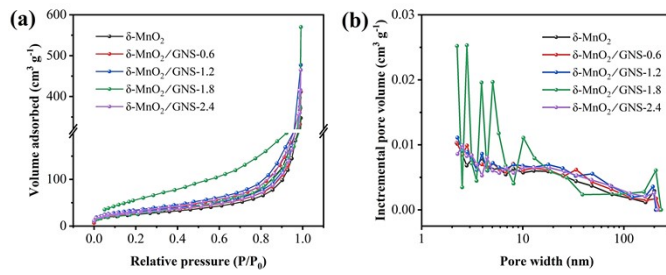 (a)
600
500
400
300
100
50
0
Volume adsorbed (cm³ g⁻¹)
δ-MnO₂
δ-MnO₂/GNS-0.6
δ-MnO₂/GNS-1.2
δ-MnO₂/GNS-1.8
δ-MnO₂/GNS-2.4
0.0 0.2 0.4 0.6 0.8 1.0
Relative pressure (P/P₀)
(b)
0.03
0.02
0.01
0.00
Incremental pore volume (cm³ g⁻¹)
δ-MnO₂
δ-MnO₂/GNS-0.6
δ-MnO₂/GNS-1.2
δ-MnO₂/GNS-1.8
δ-MnO₂/GNS-2.4
1 10 100
Pore width (nm)